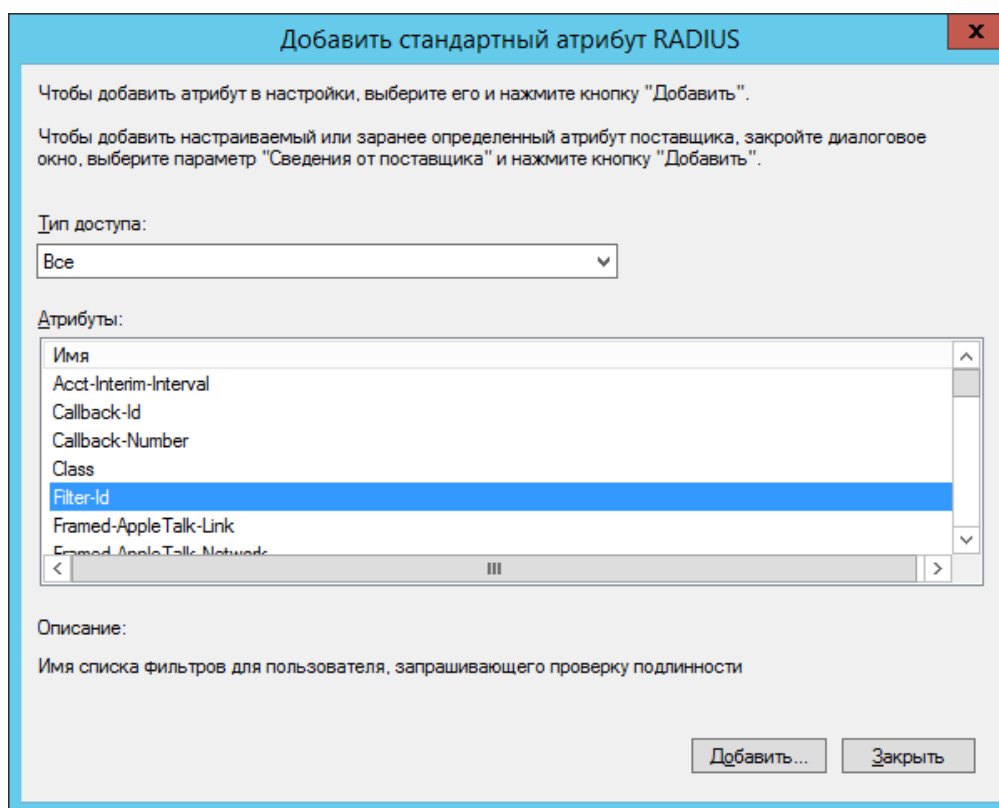 Добавить стандартный атрибут RADIUS
x
Чтобы добавить атрибут в настройки, выберите его и нажмите кнопку "Добавить".
Чтобы добавить настраиваемый или заранее определенный атрибут поставщика, закройте диалоговое
окно, выберите параметр "Сведения от поставщика" и нажмите кнопку "Добавить".
Тип доступа:
Все
Атрибуты:
Имя
Acct-Interim-Interval
Callback-Id
Callback-Number
Class
Filter-Id
Framed-AppleTalk-Link
Framed-AppleTalk-Network
Описание:
Имя списка фильтров для пользователя, запрашивающего проверку подлинности
Добавить...
Закрыть